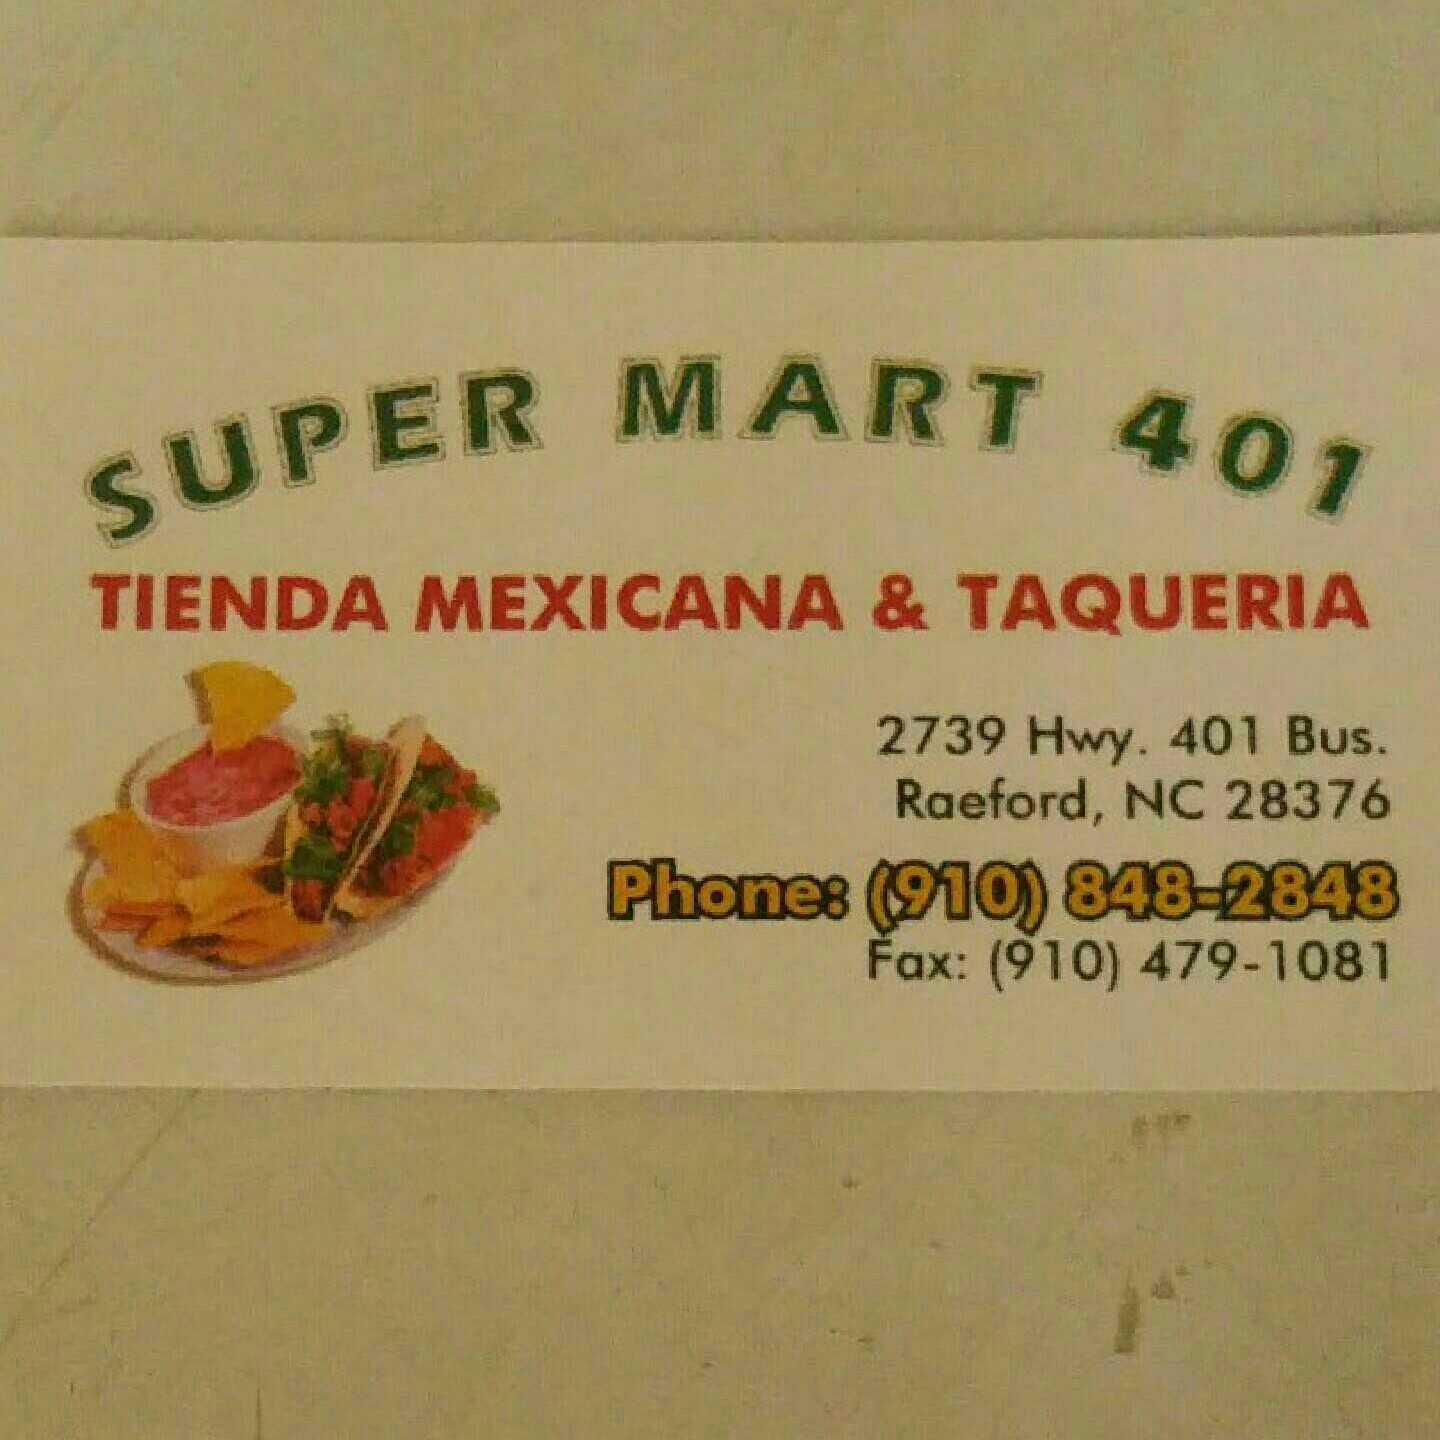 SUPER MART 401
TIENDA MEXICANA & TAQUERIA
2739 Hwy. 401 Bus.
Raeford, NC 28376
Phone: (910) 848-2848
Fax: (910) 479-1081